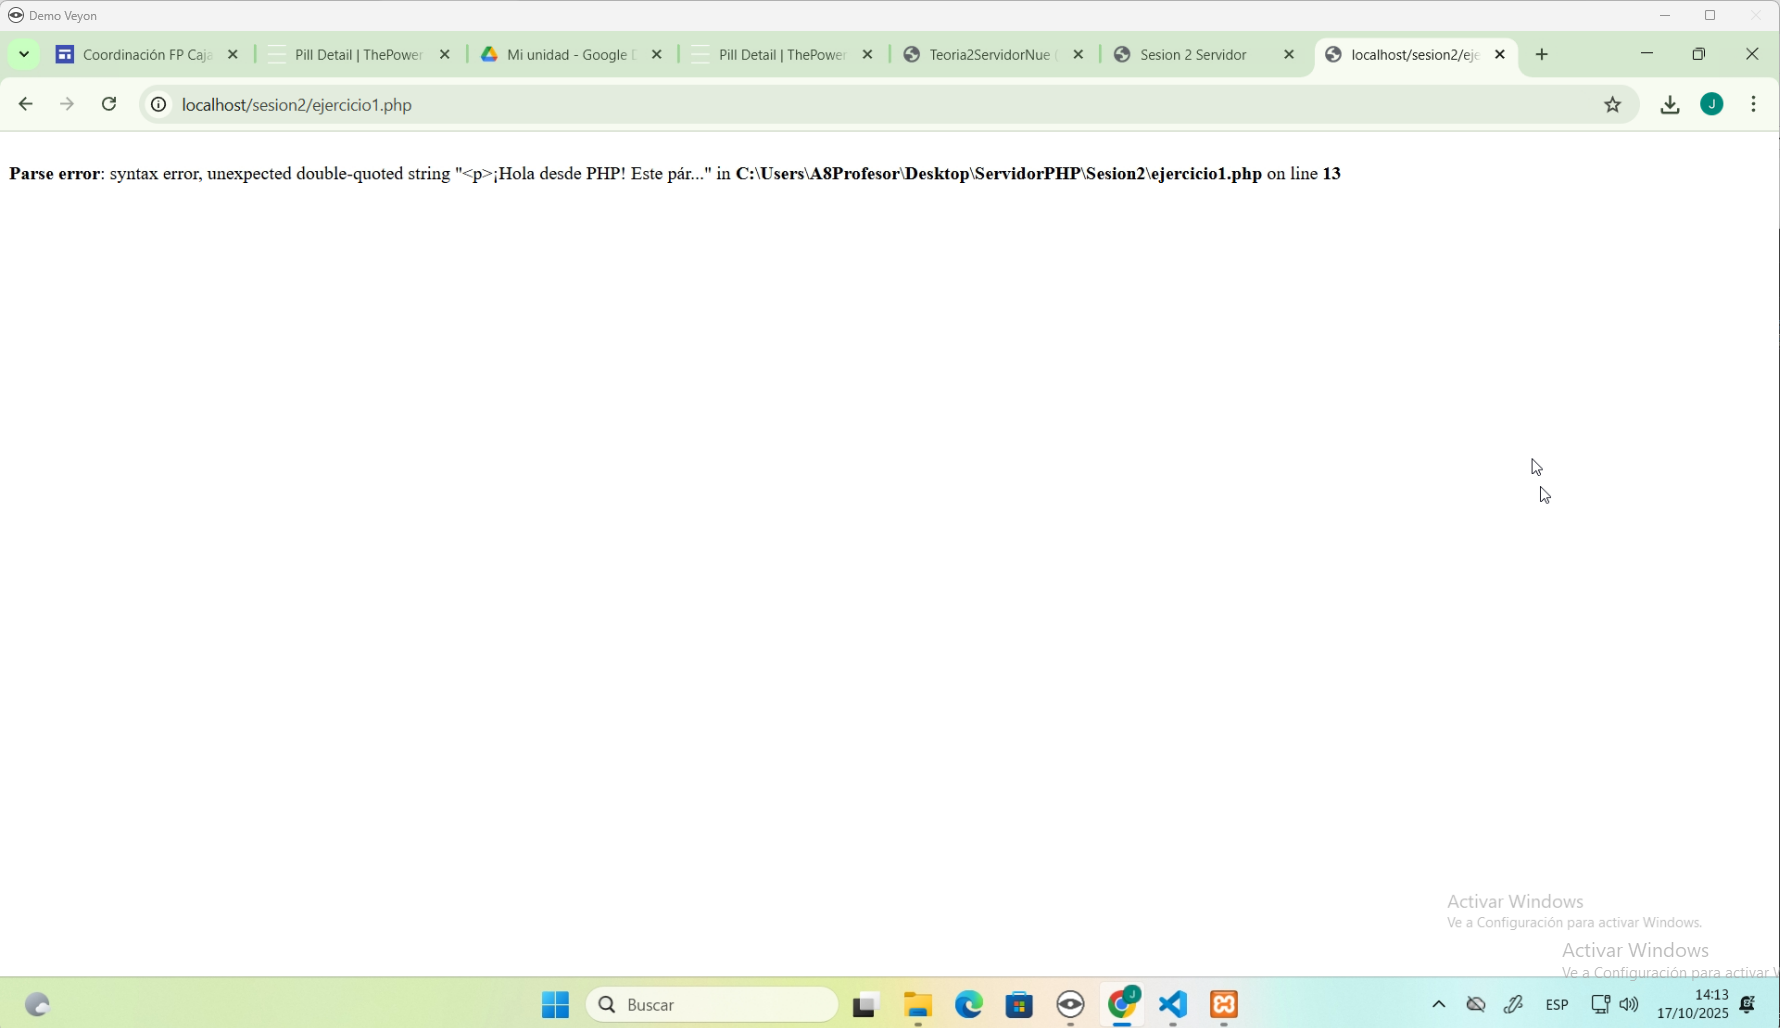 Demo Veyon
Coordinación FP Caja
Pill Detail | ThePower
Mi unidad - Google D
Pill Detail | ThePower
Teoria2ServidorNue
Sesion 2 Servidor
localhost/sesion2/eje
localhost/sesion2/ejercicio1.php
J
Parse error: syntax error, unexpected double-quoted string "<p>¡Hola desde PHP! Este pár..." in C:\Users\A8Profesor\Desktop\ServidorPHP\Sesion2\ejercicio1.php on line 13
Activar Windows
Ve a Configuración para activar Windows.
Activar Windows
Ve a Configuración para activar
Buscar
J
ESP
14:13
17/10/2025